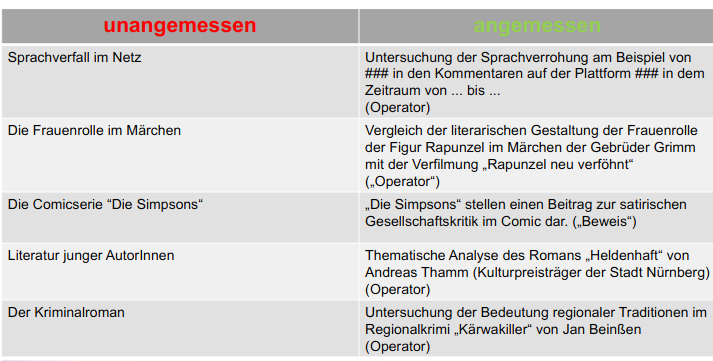 unangemessen
angemessen
Sprachverfall im Netz
Untersuchung der Sprachverrohung am Beispiel von
### in den Kommentaren auf der Plattform ### in dem
Zeitraum von ... bis ...
(Operator)
Die Frauenrolle im Märchen
Vergleich der literarischen Gestaltung der Frauenrolle
der Figur Rapunzel im Märchen der Gebrüder Grimm
mit der Verfilmung „Rapunzel neu verföhnt“
(„Operator“)
Die Comicserie “Die Simpsons“
„Die Simpsons“ stellen einen Beitrag zur satirischen
Gesellschaftskritik im Comic dar. („Beweis“)
Literatur junger AutorInnen
Thematische Analyse des Romans „Heldenhaft“ von
Andreas Thamm (Kulturpreisträger der Stadt Nürnberg)
(Operator)
Der Kriminalroman
Untersuchung der Bedeutung regionaler Traditionen im
Regionalkrimi „Kärwakiller“ von Jan Beinßen
(Operator)